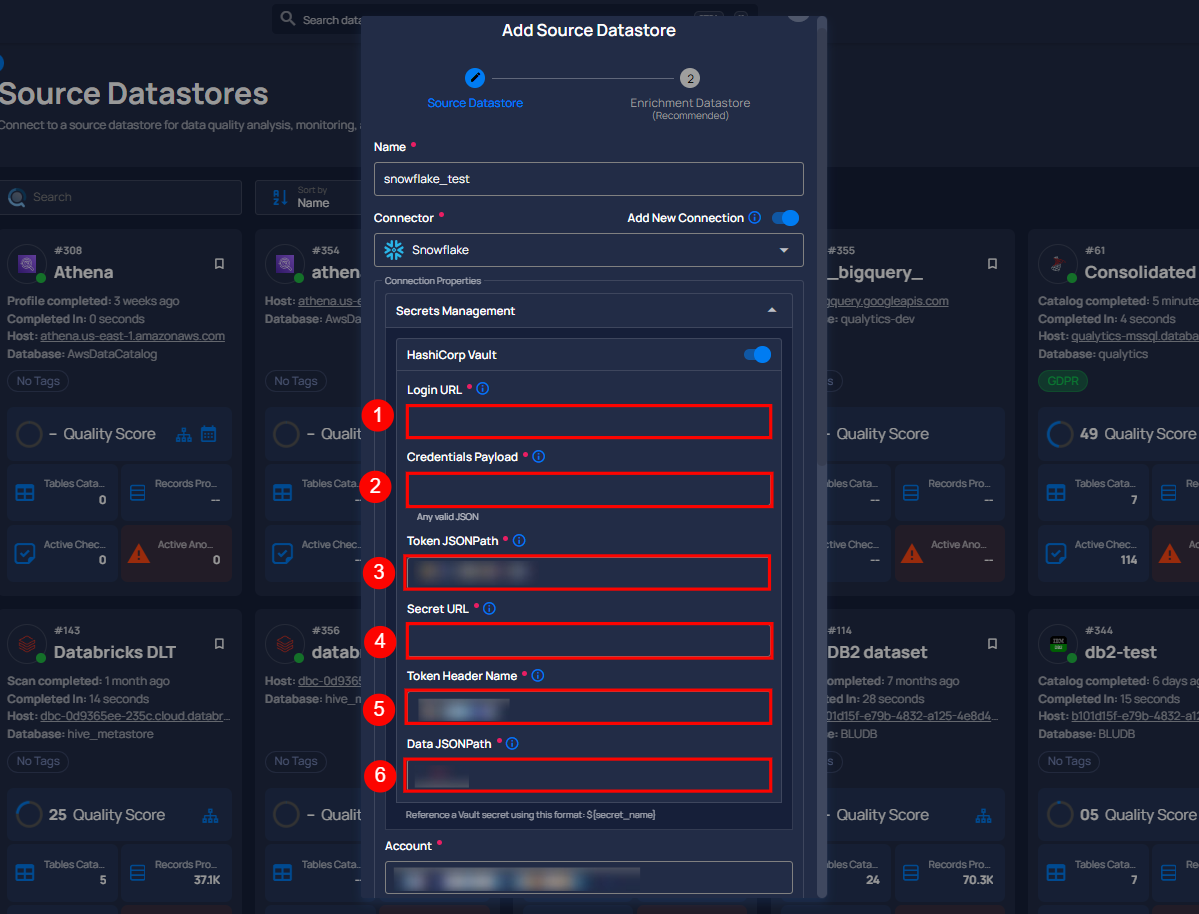 Search data
Add Source Datastore
2
Source Datastore
Enrichment Datastore
(Recommended)
Source Datastores
Connect to a source datastore for data quality analysis, monitoring,
Search
Sort by
Name
Name *
snowflake_test
Connector *
Add New Connection
Snowflake
Connection Properties
Secrets Management
HashiCorp Vault
Login URL *
1
Credentials Payload *
2
Any valid JSON
Token JSONPath *
3
Secret URL *
4
Token Header Name *
5
Data JSONPath *
6
Reference a Vault secret using this format: ${secret_name}
Account *
#308
Athena
Profile completed: 3 weeks ago
Completed In: 0 seconds
Host: athena.us-east-1.amazonaws.com
Database: AwsDataCatalog
No Tags
– Quality Score
Tables Cata...
0
Records Pro...
--
Active Chec...
0
Active Ano...
0
#354
athen
Host: athena.us-e
Database: AwsDa
No Tags
– Qualit
Tables Cata
Active Chec
#355
_bigquery_
gquery.googleapis.com
qualytics-dev
s
Quality Score
bles Cata...
--
Records Pro...
--
tive Chec...
--
Active Ano...
--
#61
Consolidated
Catalog completed: 5 minute
Completed In: 4 seconds
Host: qualytics-mssql.databa
Database: qualytics
GDPR
49 Quality Score
Tables Cata...
7
Re
Active Chec...
114
#143
Databricks DLT
Scan completed: 1 month ago
Completed In: 14 seconds
Host: dbc-0d9365ee-235c.cloud.databr...
Database: hive_metastore
No Tags
25 Quality Score
Tables Cata...
5
Records Pro...
37.1K
#356
datab
Host: dbc-0d9365
Database: hive_m
No Tags
– Qualit
Tables Cata
#114
DB2 dataset
ompleted: 7 months ago
28 seconds
01d15f-e79b-4832-a125-4e8d4...
BLUDB
s
Quality Score
bles Cata...
24
Records Pro...
70.3K
#344
db2-test
Catalog completed: 6 days ag
Completed In: 15 seconds
Host: b101d15f-e79b-4832-a12
Database: BLUDB
No Tags
05 Quality Score
Tables Cata...
7
Re